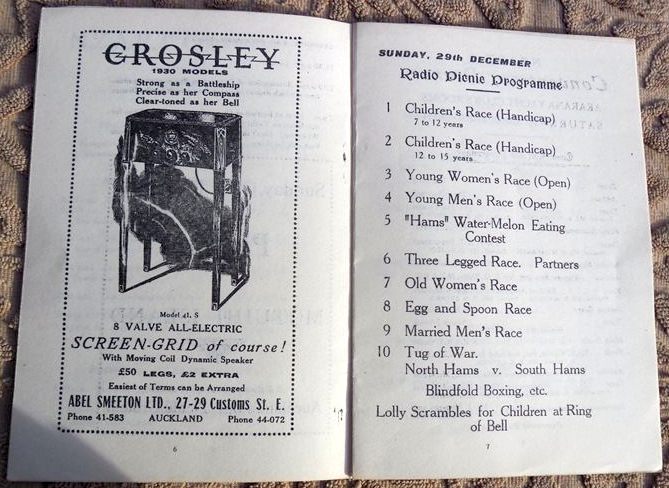 CROSLEY
1930 MODELS
Strong as a Battleship
Precise as her Compass
Clear-toned as her Bell
Model 41. S
8 VALVE ALL-ELECTRIC
SCREEN-GRID of course!
With Moving Coil Dynamic Speaker
£50 LEGS, £2 EXTRA
Easiest of Terms can be Arranged
ABEL SMEETON LTD., 27-29 Customs St. E.
Phone 41-583 AUCKLAND Phone 44-072
6
SUNDAY, 29th DECEMBER
Radio Picnic Programme
1 Children's Race (Handicap)
7 to 12 years
2 Children's Race (Handicap)
12 to 15 years
3 Young Women's Race (Open)
4 Young Men's Race (Open)
5 "Hams" Water-Melon Eating
Contest
6 Three Legged Race. Partners
7 Old Women's Race
8 Egg and Spoon Race
9 Married Men's Race
10 Tug of War.
North Hams v. South Hams
Blindfold Boxing, etc.
Lolly Scrambles for Children at Ring
of Bell
7